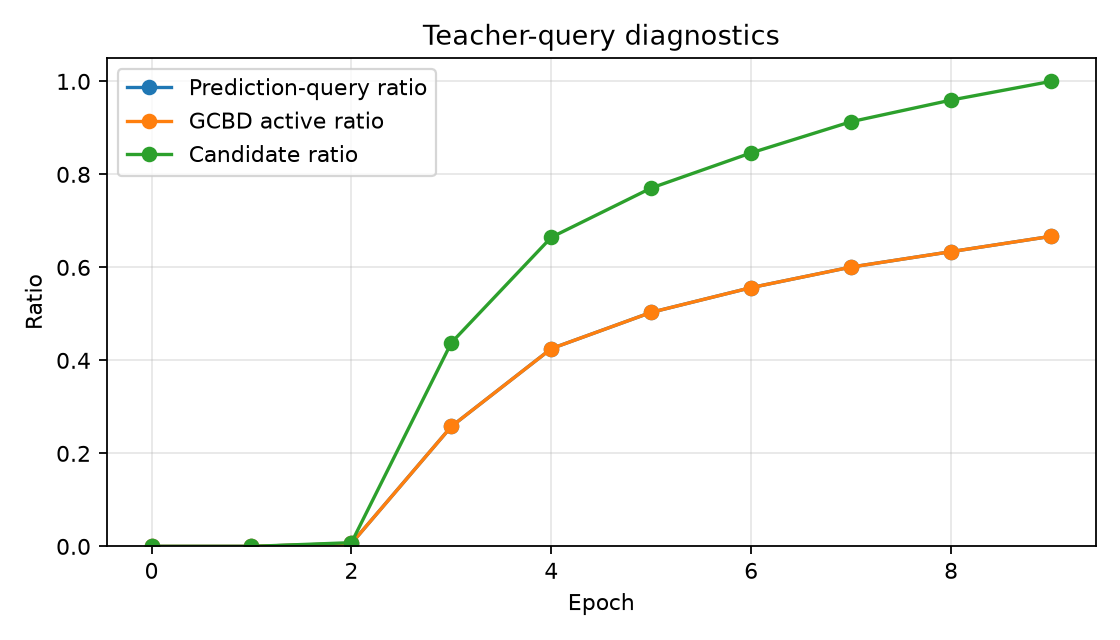 Teacher-query diagnostics
Prediction-query ratio
GCBD active ratio
Candidate ratio
1.0
0.8
0.6
0.4
0.2
0.0
Ratio
0 2 4 6 8
Epoch